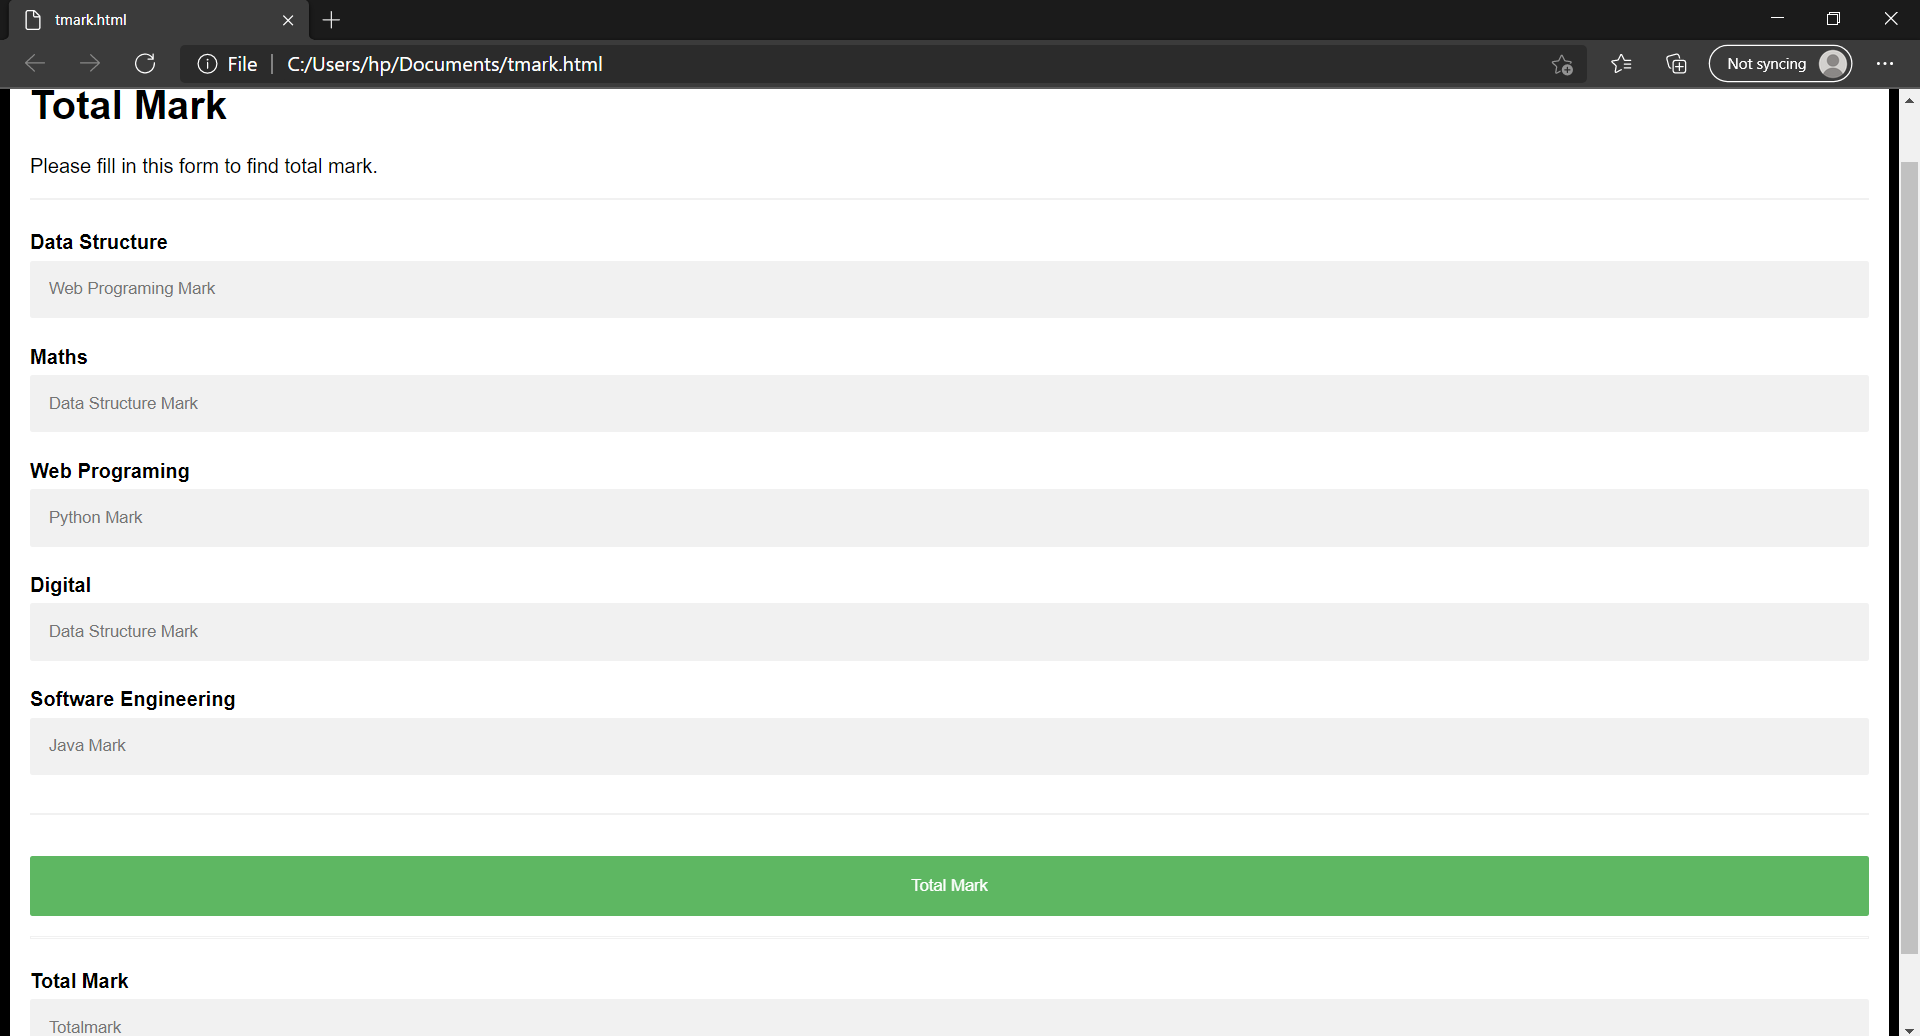 tmark.html
File | C:/Users/hp/Documents/tmark.html
Not syncing
Total Mark
Please fill in this form to find total mark.
Data Structure
Web Programing Mark
Maths
Data Structure Mark
Web Programing
Python Mark
Digital
Data Structure Mark
Software Engineering
Java Mark
Total Mark
Total Mark
Totalmark